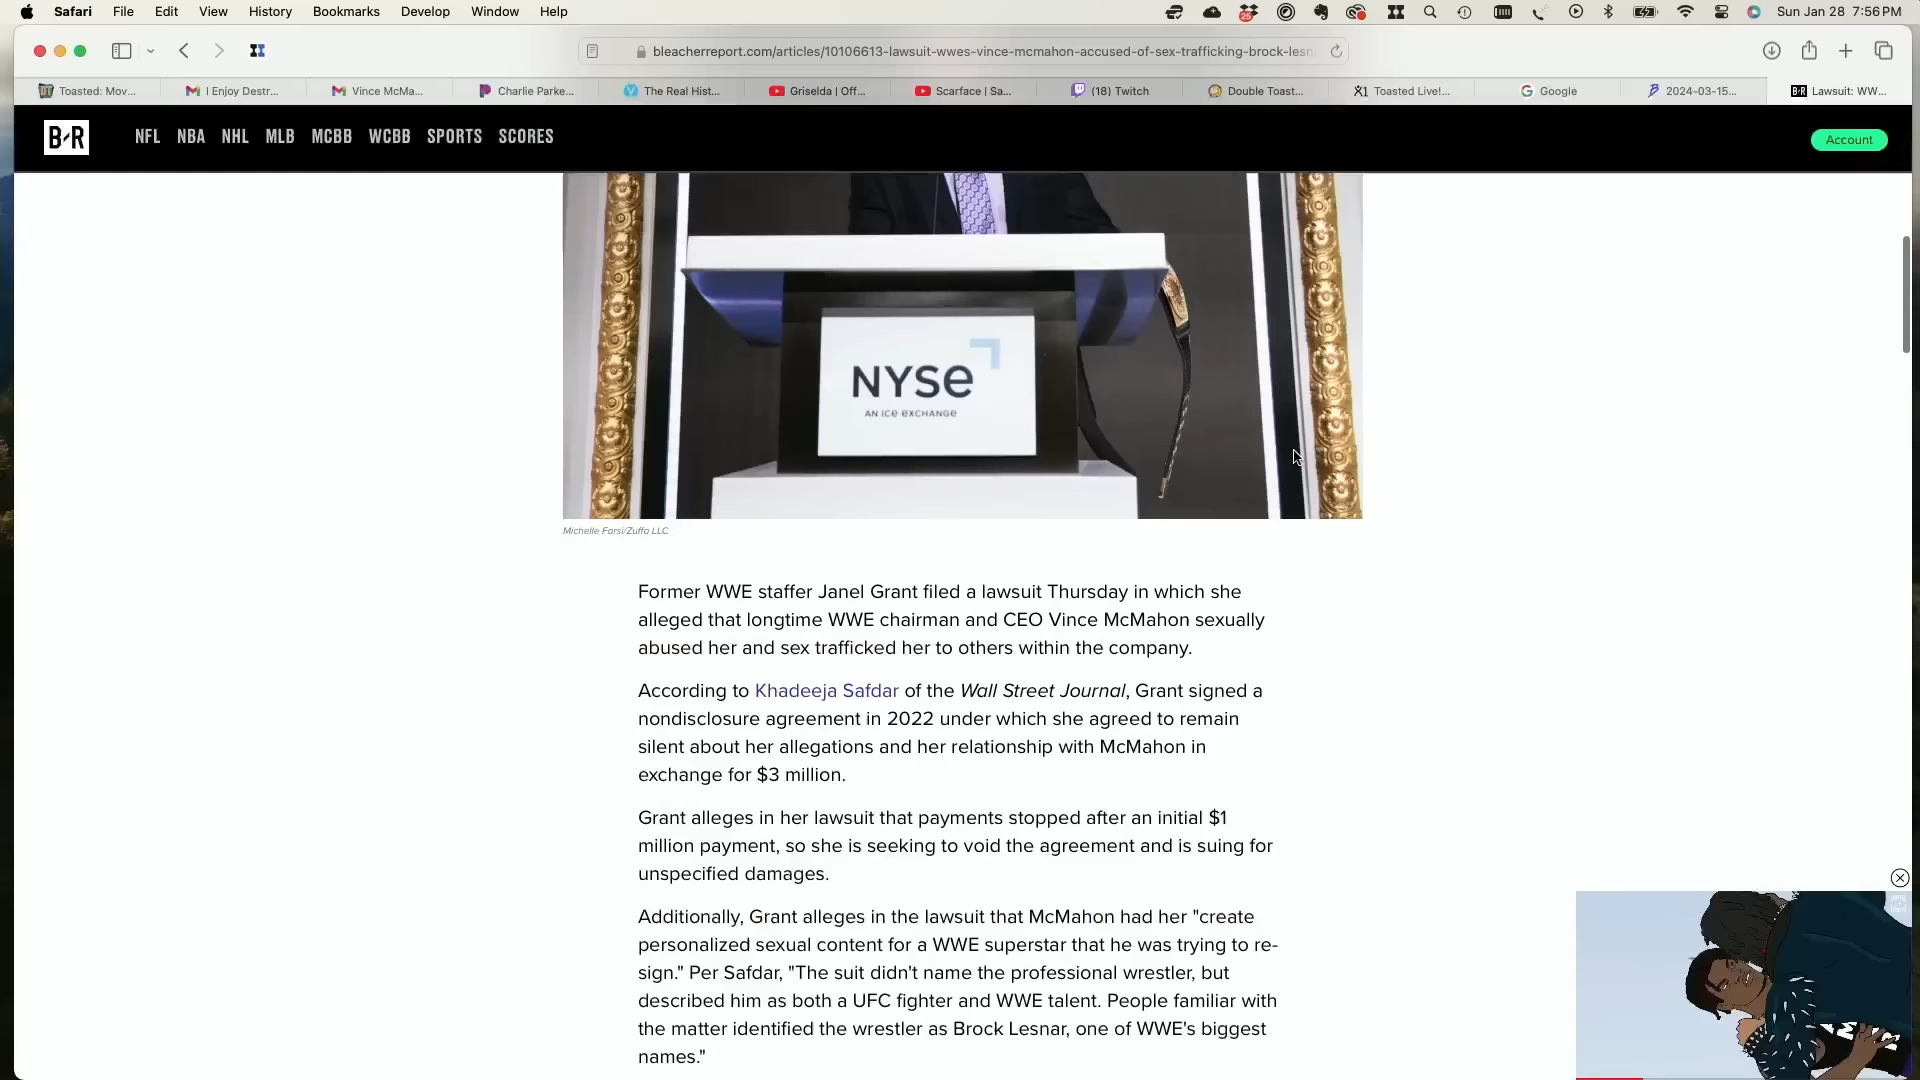 Safari File Edit View History Bookmarks Develop Window Help
25
Sun Jan 28 7:56 PM
bleacherreport.com/articles/10106613-lawsuit-wwes-vince-mcmahon-accused-of-sex-trafficking-brock-lesn
Toasted: Mov... I Enjoy Destr... Vince McMa... Charlie Parke... The Real Hist... Griselda | Off... Scarface | Sa... (18) Twitch Double Toast... Toasted Live!... Google 2024-03-15... Lawsuit: WW...
B/R NFL NBA NHL MLB MCBB WCBB SPORTS SCORES
Account
NYSE
AN ICE EXCHANGE
Michelle Farsi/Zuffa LLC
Former WWE staffer Janel Grant filed a lawsuit Thursday in which she
alleged that longtime WWE chairman and CEO Vince McMahon sexually
abused her and sex trafficked her to others within the company.
According to Khadeeja Safdar of the Wall Street Journal, Grant signed a
nondisclosure agreement in 2022 under which she agreed to remain
silent about her allegations and her relationship with McMahon in
exchange for $3 million.
Grant alleges in her lawsuit that payments stopped after an initial $1
million payment, so she is seeking to void the agreement and is suing for
unspecified damages.
Additionally, Grant alleges in the lawsuit that McMahon had her "create
personalized sexual content for a WWE superstar that he was trying to re-
sign." Per Safdar, "The suit didn't name the professional wrestler, but
described him as both a UFC fighter and WWE talent. People familiar with
the matter identified the wrestler as Brock Lesnar, one of WWE's biggest
names."